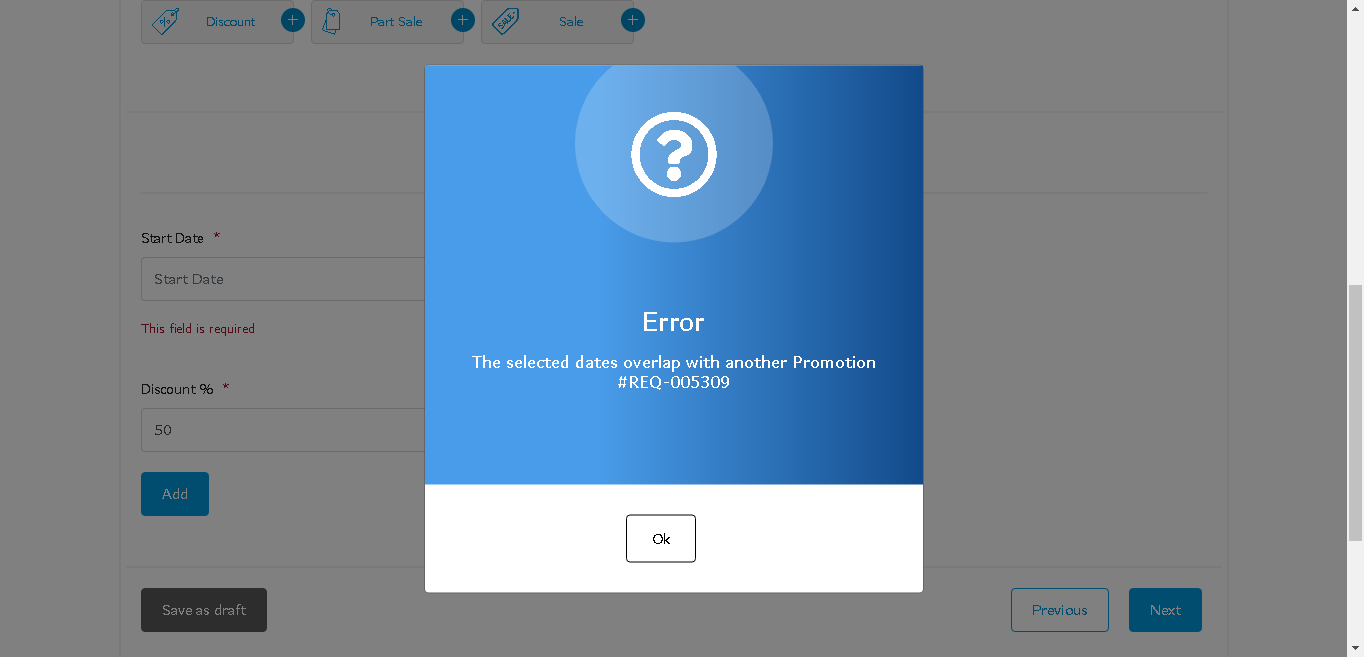 Discount
Part Sale
Sale
Start Date *
Start Date
This field is required
Discount % *
50
Add
Error
The selected dates overlap with another Promotion
#REQ-005309
Ok
Save as draft
Previous
Next